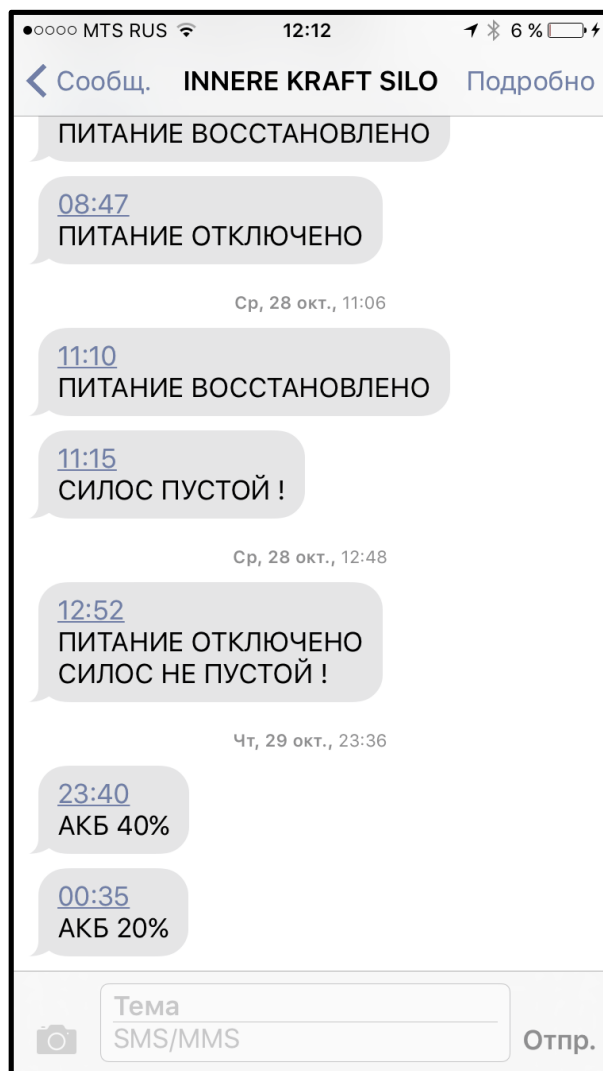 MTS RUS 12:12 6 %
Сообщ. INNERE KRAFT SILO Подробно
ПИТАНИЕ ВОССТАНОВЛЕНО
08:47
ПИТАНИЕ ОТКЛЮЧЕНО
Ср, 28 окт., 11:06
11:10
ПИТАНИЕ ВОССТАНОВЛЕНО
11:15
СИЛОС ПУСТОЙ !
Ср, 28 окт., 12:48
12:52
ПИТАНИЕ ОТКЛЮЧЕНО
СИЛОС НЕ ПУСТОЙ !
Чт, 29 окт., 23:36
23:40
АКБ 40%
00:35
АКБ 20%
Тема
SMS/MMS
Отпр.